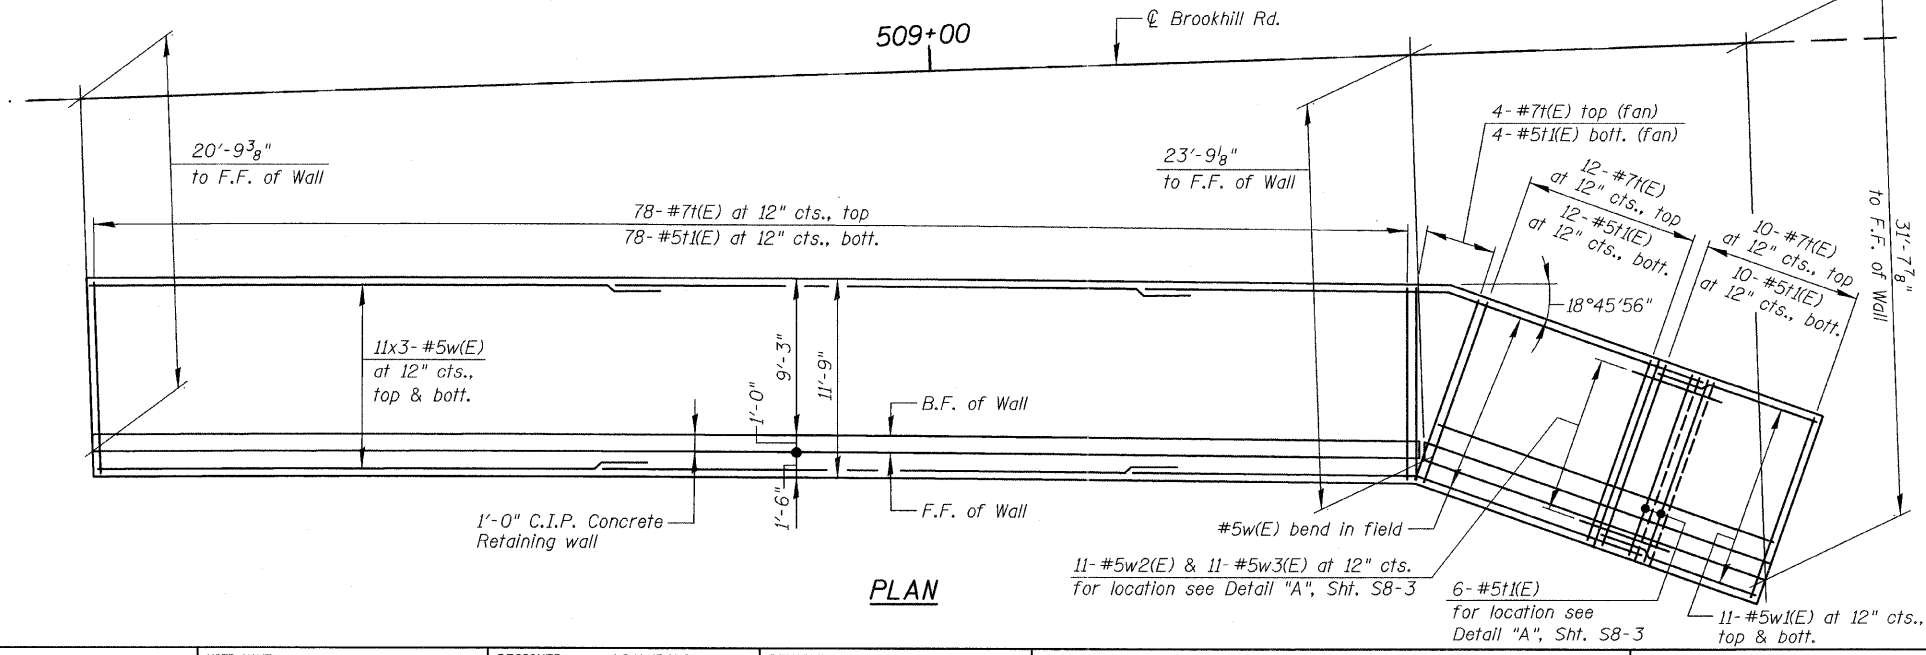 ℄ Brookhill Rd.
509+00
20'-9 3/8"
to F.F. of Wall
23'-9 1/8"
to F.F. of Wall
4- #7t(E) top (fan)
4- #5t1(E) bott. (fan)
12- #7t(E)
at 12" cts., top
12- #5t1(E)
at 12" cts., bott.
10- #7t(E)
at 12" cts., top
10- #5t1(E)
at 12" cts., bott.
31'-7 7/8"
to F.F. of Wall
78- #7t(E) at 12" cts., top
78- #5t1(E) at 12" cts., bott.
18°45'56"
11x3- #5w(E)
at 12" cts.,
top & bott.
9'-3"
11'-9"
1'-0"
1'-6"
B.F. of Wall
F.F. of Wall
1'-0" C.I.P. Concrete
Retaining wall
#5w(E) bend in field
11- #5w2(E) & 11- #5w3(E) at 12" cts.
for location see Detail "A", Sht. S8-3
6- #5t1(E)
for location see
Detail "A", Sht. S8-3
11- #5w1(E) at 12" cts.,
top & bott.
PLAN